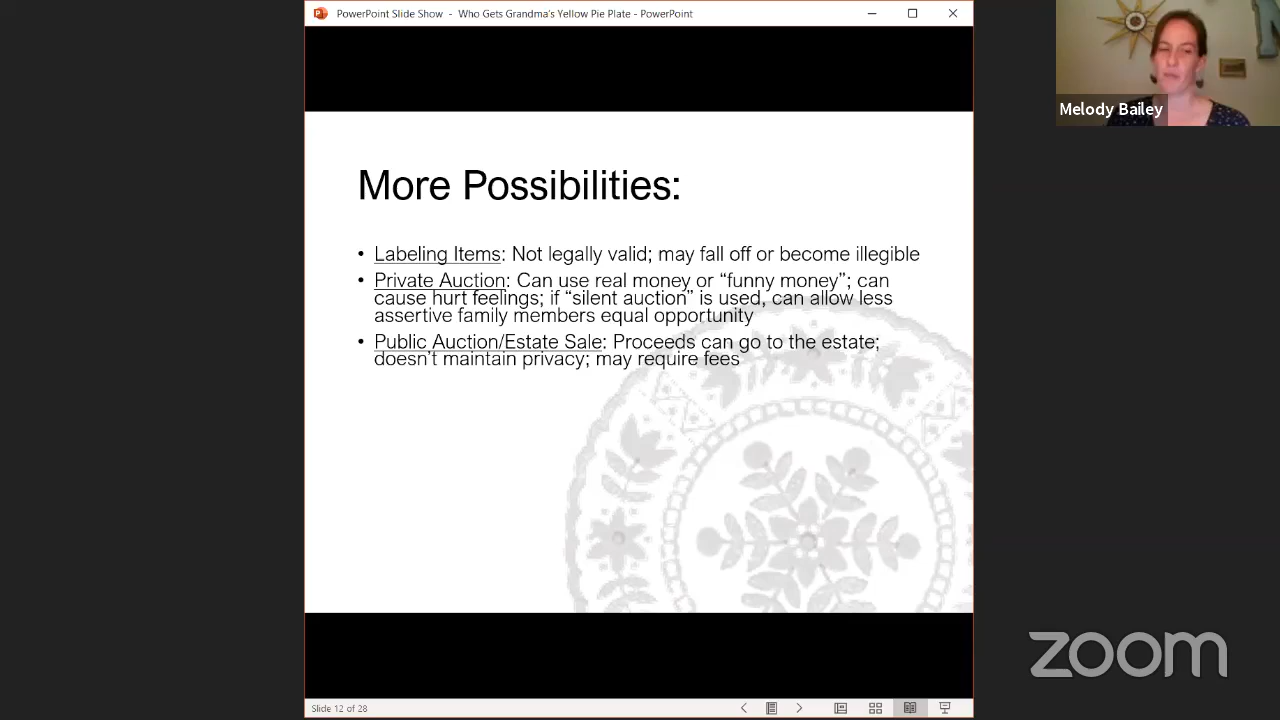 PowerPoint Slide Show - Who Gets Grandma's Yellow Pie Plate - PowerPoint
Melody Bailey
More Possibilities:
• Labeling Items: Not legally valid; may fall off or become illegible
• Private Auction: Can use real money or “funny money”; can
cause hurt feelings; if “silent auction” is used, can allow less
assertive family members equal opportunity
• Public Auction/Estate Sale: Proceeds can go to the estate;
doesn’t maintain privacy; may require fees
zoom
Slide 12 of 28